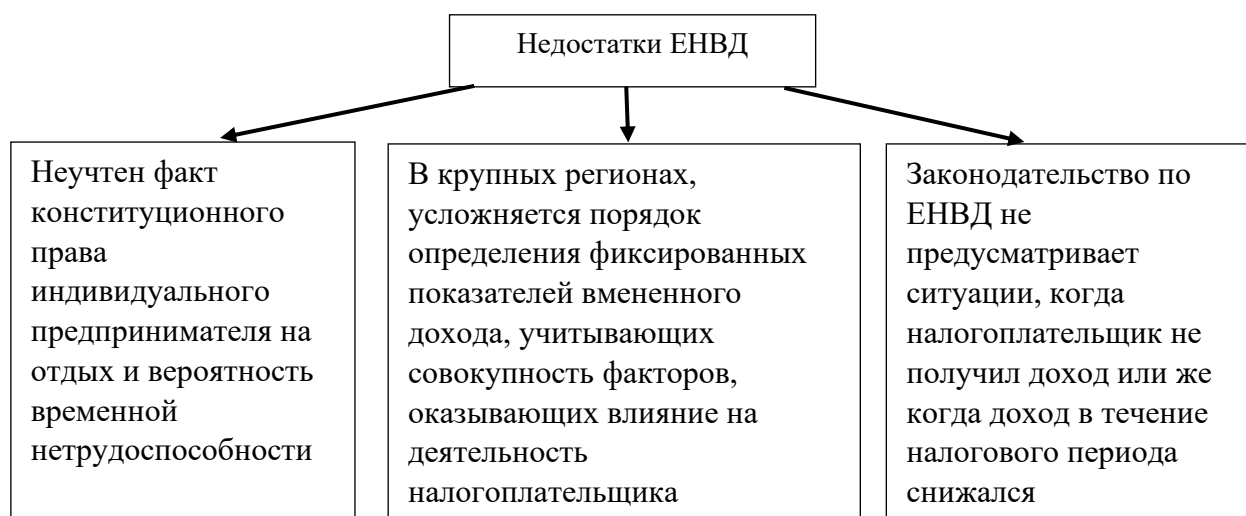 Недостатки ЕНВД
Неучтен факт
конституционного
права
индивидуального
предпринимателя на
отдых и вероятность
временной
нетрудоспособности
В крупных регионах,
усложняется порядок
определения фиксированных
показателей вмененного
дохода, учитывающих
совокупность факторов,
оказывающих влияние на
деятельность
налогоплательщика
Законодательство по
ЕНВД не
предусматривает
ситуации, когда
налогоплательщик не
получил доход или же
когда доход в течение
налогового периода
снижался